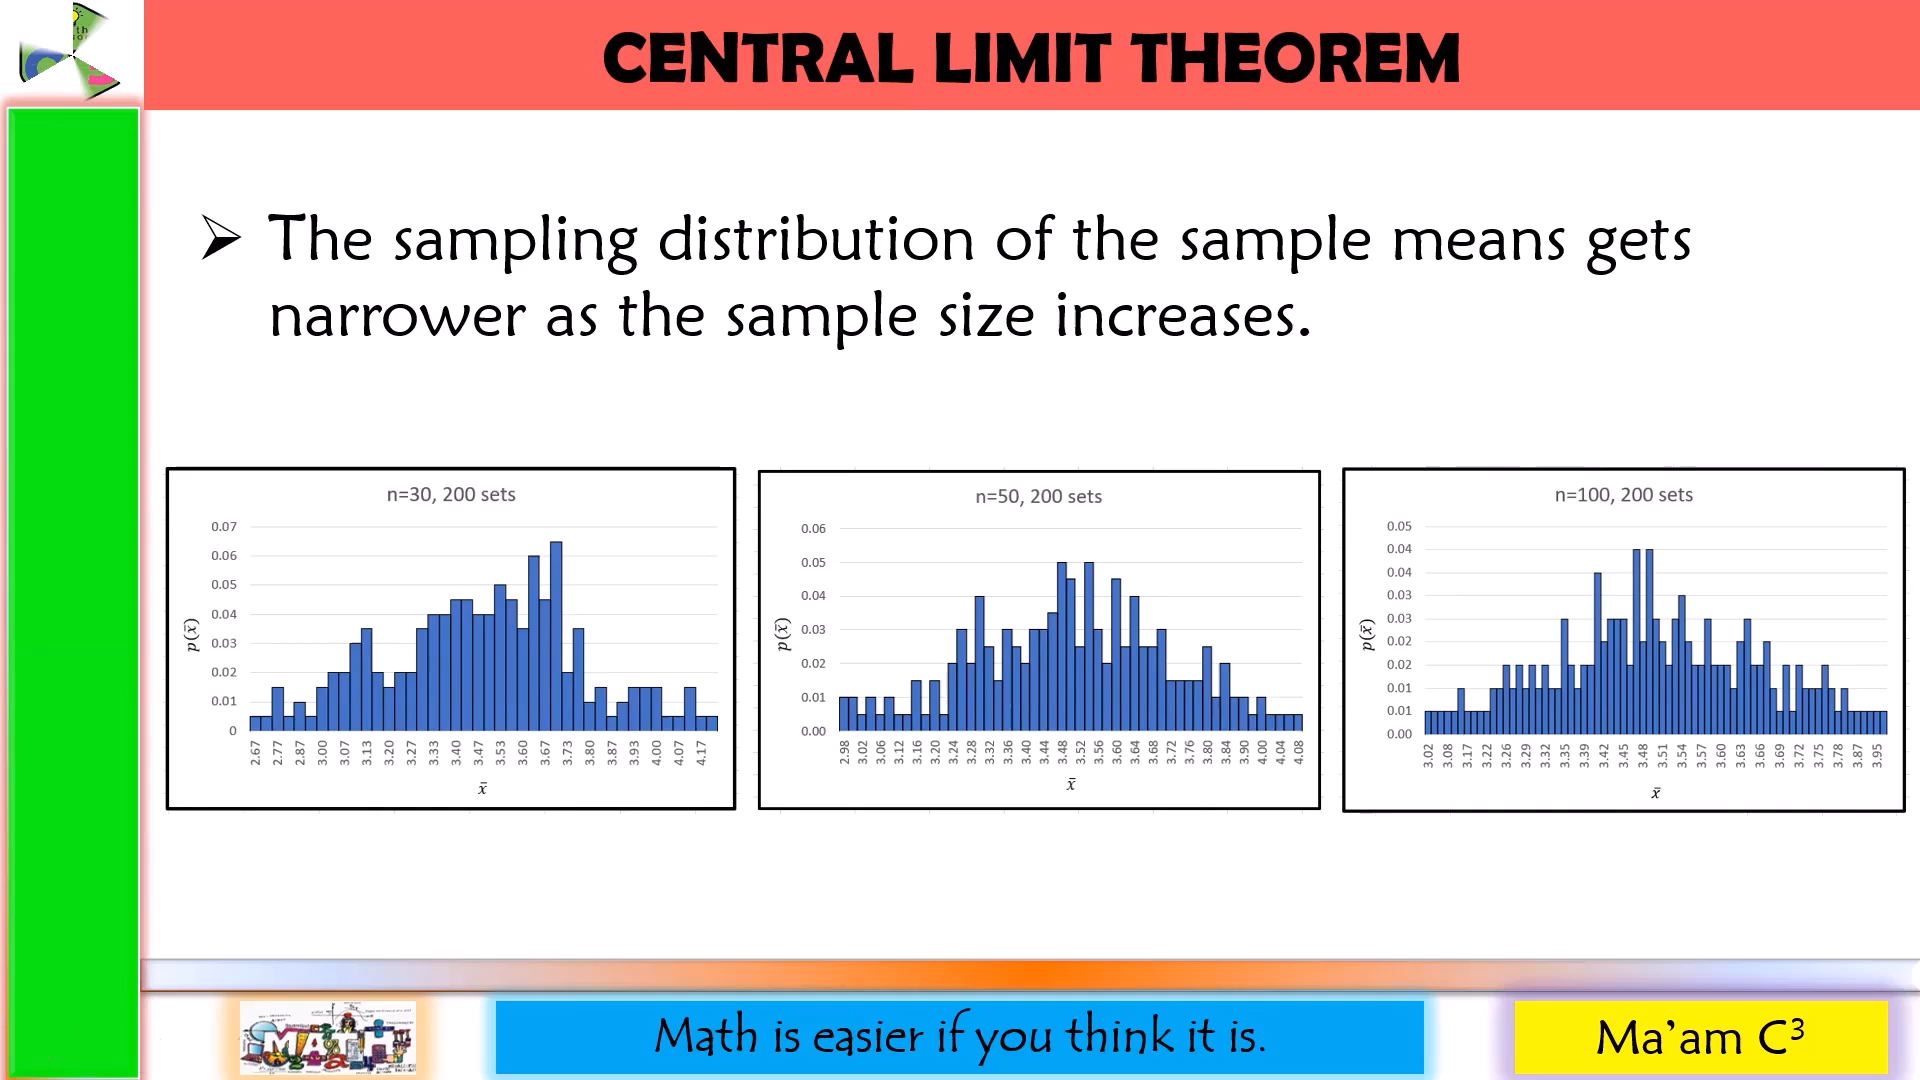 CENTRAL LIMIT THEOREM
➢ The sampling distribution of the sample means gets
narrower as the sample size increases.
n=30, 200 sets
0.07
0.06
0.05
0.04
0.03
0.02
0.01
0
p(x̄)
2.67 2.77 2.87 3.00 3.07 3.13 3.20 3.27 3.33 3.40 3.47 3.53 3.60 3.67 3.73 3.80 3.87 3.93 4.00 4.07 4.17
x̄
n=50, 200 sets
0.06
0.05
0.04
0.03
0.02
0.01
0.00
p(x̄)
2.98 3.02 3.06 3.12 3.16 3.20 3.24 3.28 3.32 3.36 3.40 3.44 3.48 3.52 3.56 3.60 3.64 3.68 3.72 3.76 3.80 3.84 3.90 4.00 4.04 4.08
x̄
n=100, 200 sets
0.05
0.04
0.04
0.03
0.03
0.02
0.02
0.01
0.01
0.00
p(x̄)
3.02 3.08 3.17 3.22 3.26 3.29 3.32 3.35 3.39 3.42 3.45 3.48 3.51 3.54 3.57 3.60 3.63 3.66 3.69 3.72 3.75 3.78 3.87 3.95
x̄
MATH
Math is easier if you think it is.
Ma’am C³